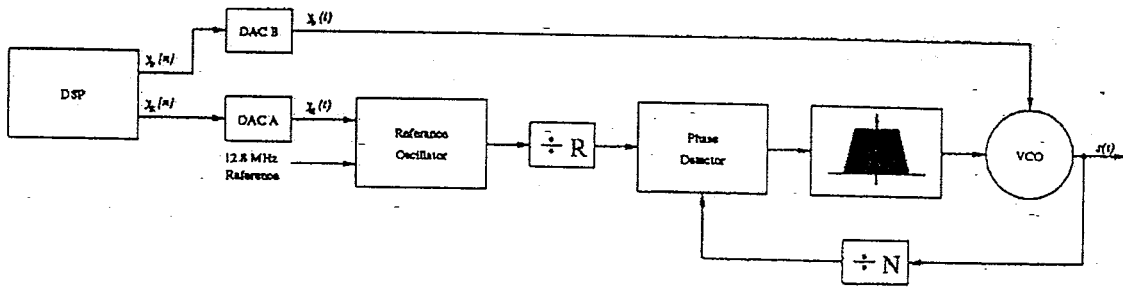 DAC B
DSP
DAC A
12.8 MHz
Reference
Reference
Oscillator
÷ R
Phase
Detector
VCO
s(t)
÷ N